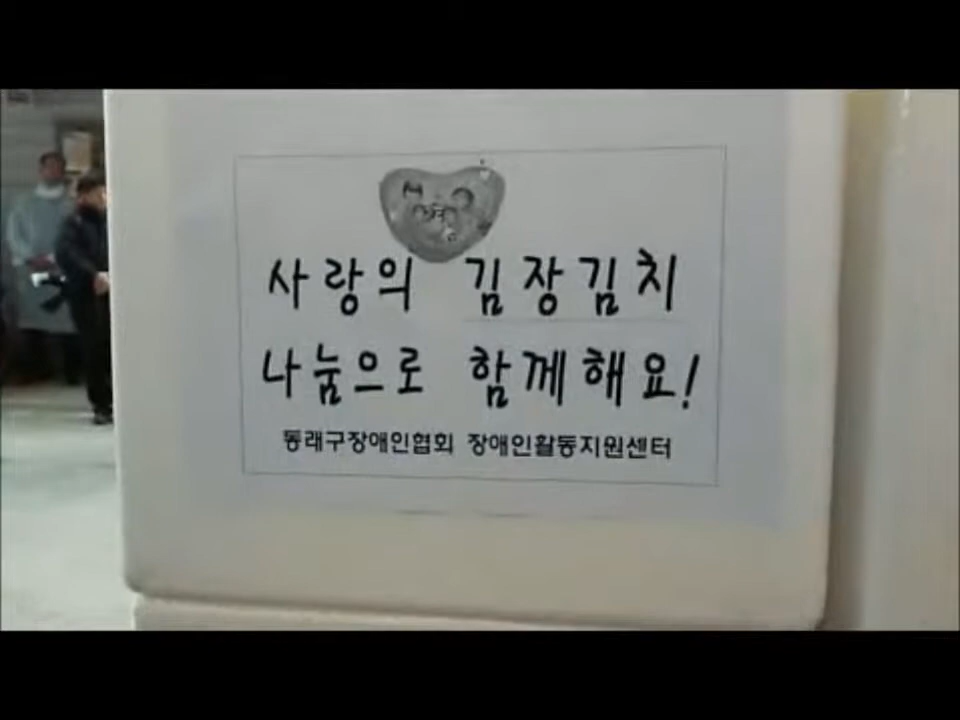 사랑의 김장김치
나눔으로 함께해요!
동래구장애인협회 장애인활동지원센터